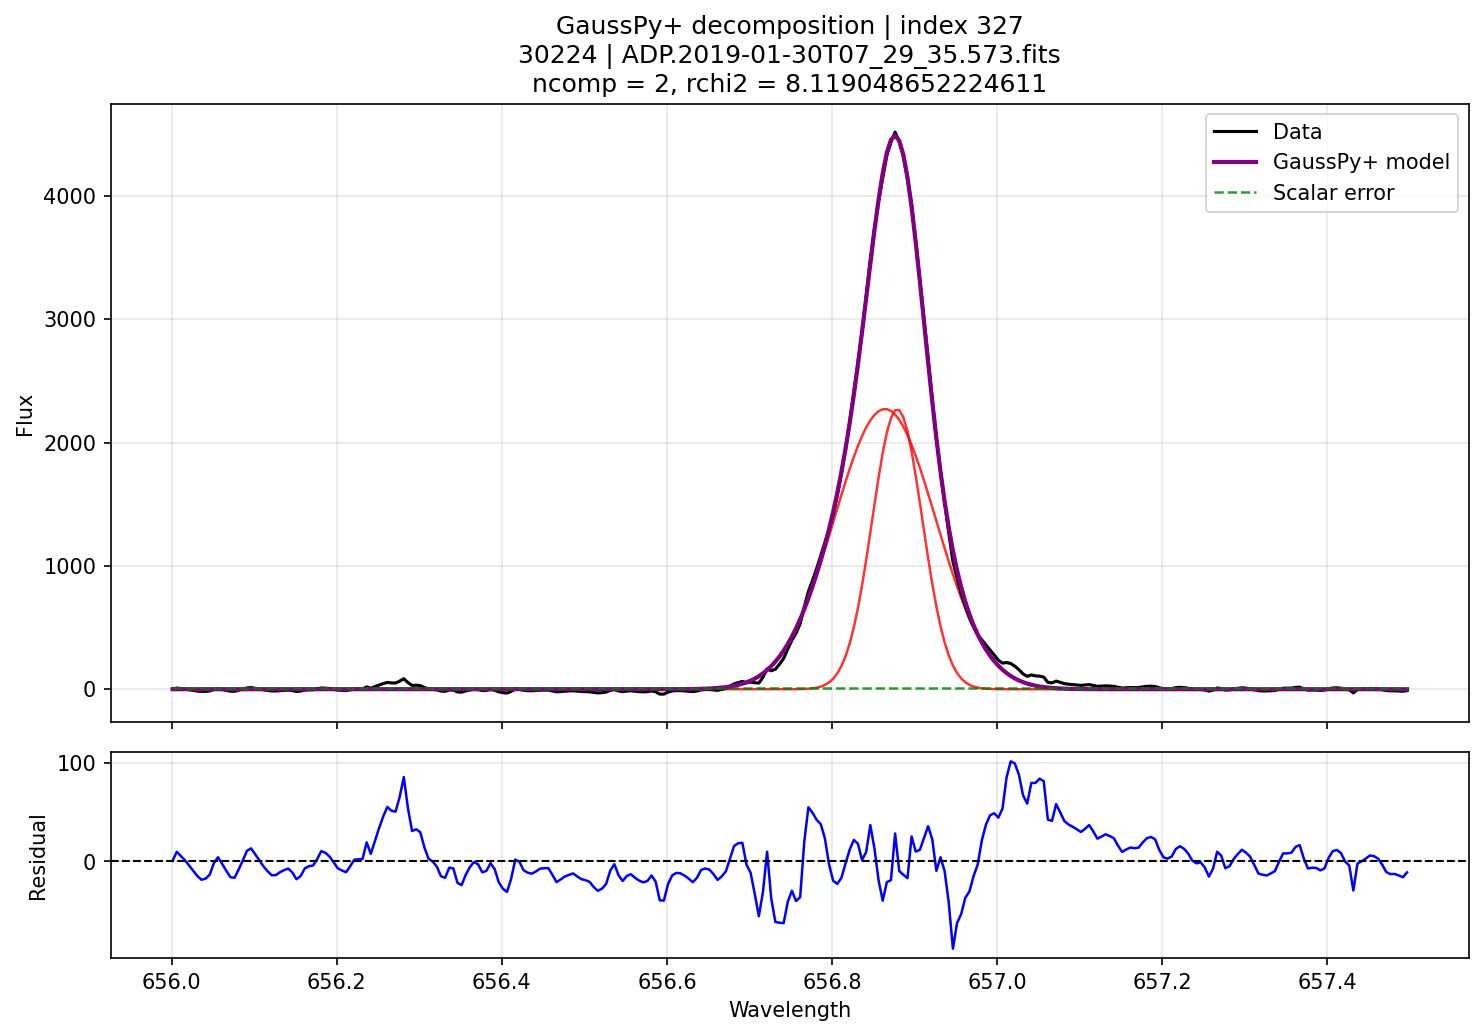 GaussPy+ decomposition | index 327
30224 | ADP.2019-01-30T07_29_35.573.fits
ncomp = 2, rchi2 = 8.119048652224611
Data
GaussPy+ model
Scalar error
Flux
4000
3000
2000
1000
0
Residual
100
0
656.0 656.2 656.4 656.6 656.8 657.0 657.2 657.4
Wavelength